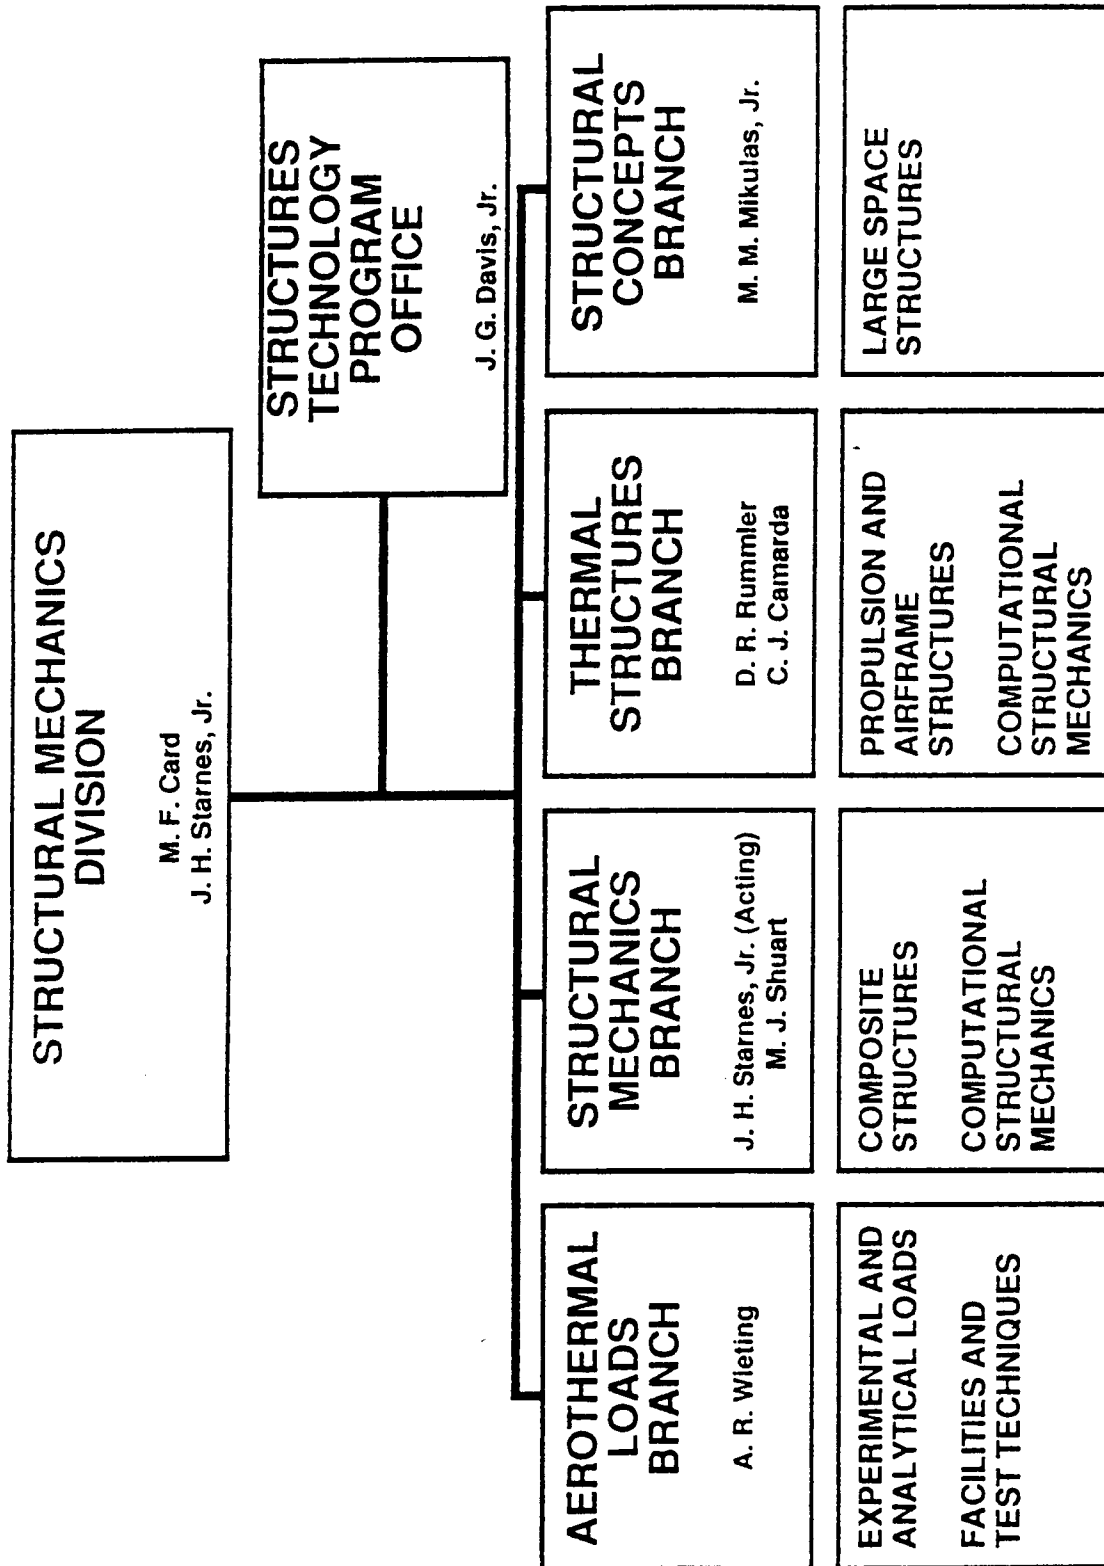 STRUCTURAL MECHANICS
DIVISION
M. F. Card
J. H. Starnes, Jr.
STRUCTURES
TECHNOLOGY
PROGRAM
OFFICE
J. G. Davis, Jr.
AEROTHERMAL
LOADS
BRANCH
A. R. Wieting
STRUCTURAL
MECHANICS
BRANCH
J. H. Starnes, Jr. (Acting)
M. J. Shuart
THERMAL
STRUCTURES
BRANCH
D. R. Rummler
C. J. Camarda
STRUCTURAL
CONCEPTS
BRANCH
M. M. Mikulas, Jr.
EXPERIMENTAL AND
ANALYTICAL LOADS
FACILITIES AND
TEST TECHNIQUES
COMPOSITE
STRUCTURES
COMPUTATIONAL
STRUCTURAL
MECHANICS
PROPULSION AND
AIRFRAME
STRUCTURES
COMPUTATIONAL
STRUCTURAL
MECHANICS
LARGE SPACE
STRUCTURES